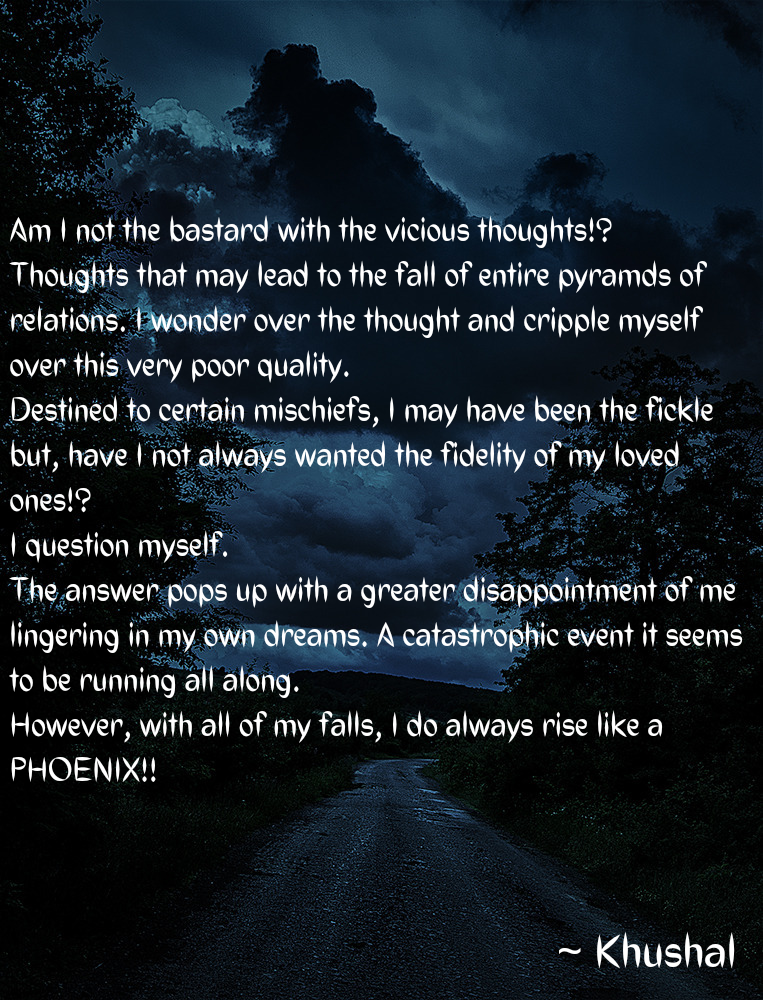 Am I not the bastard with the vicious thoughts!?
Thoughts that may lead to the fall of entire pyramds of
relations. I wonder over the thought and cripple myself
over this very poor quality.
Destined to certain mischiefs, I may have been the fickle
but, have I not always wanted the fidelity of my loved
ones!?
I question myself.
The answer pops up with a greater disappointment of me
lingering in my own dreams. A catastrophic event it seems
to be running all along.
However, with all of my falls, I do always rise like a
PHOENIX!!
~ Khushal